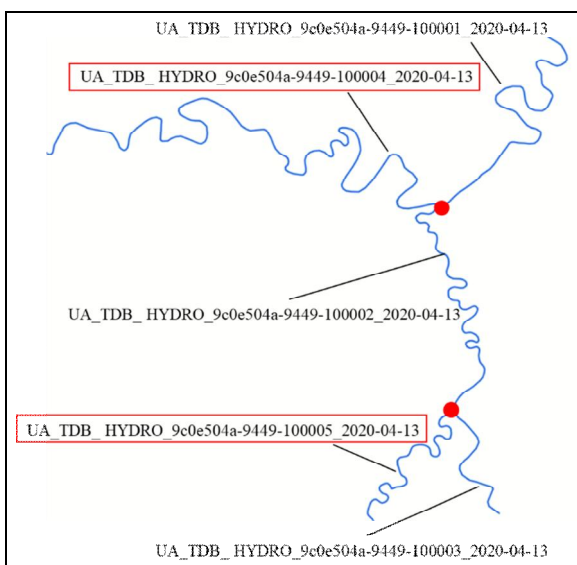 UA_TDB_ HYDRO_9c0e504a-9449-100001_2020-04-13
UA_TDB_ HYDRO_9c0e504a-9449-100004_2020-04-13
UA_TDB_ HYDRO_9c0e504a-9449-100002_2020-04-13
UA_TDB_ HYDRO_9c0e504a-9449-100005_2020-04-13
UA_TDB_ HYDRO_9c0e504a-9449-100003_2020-04-13